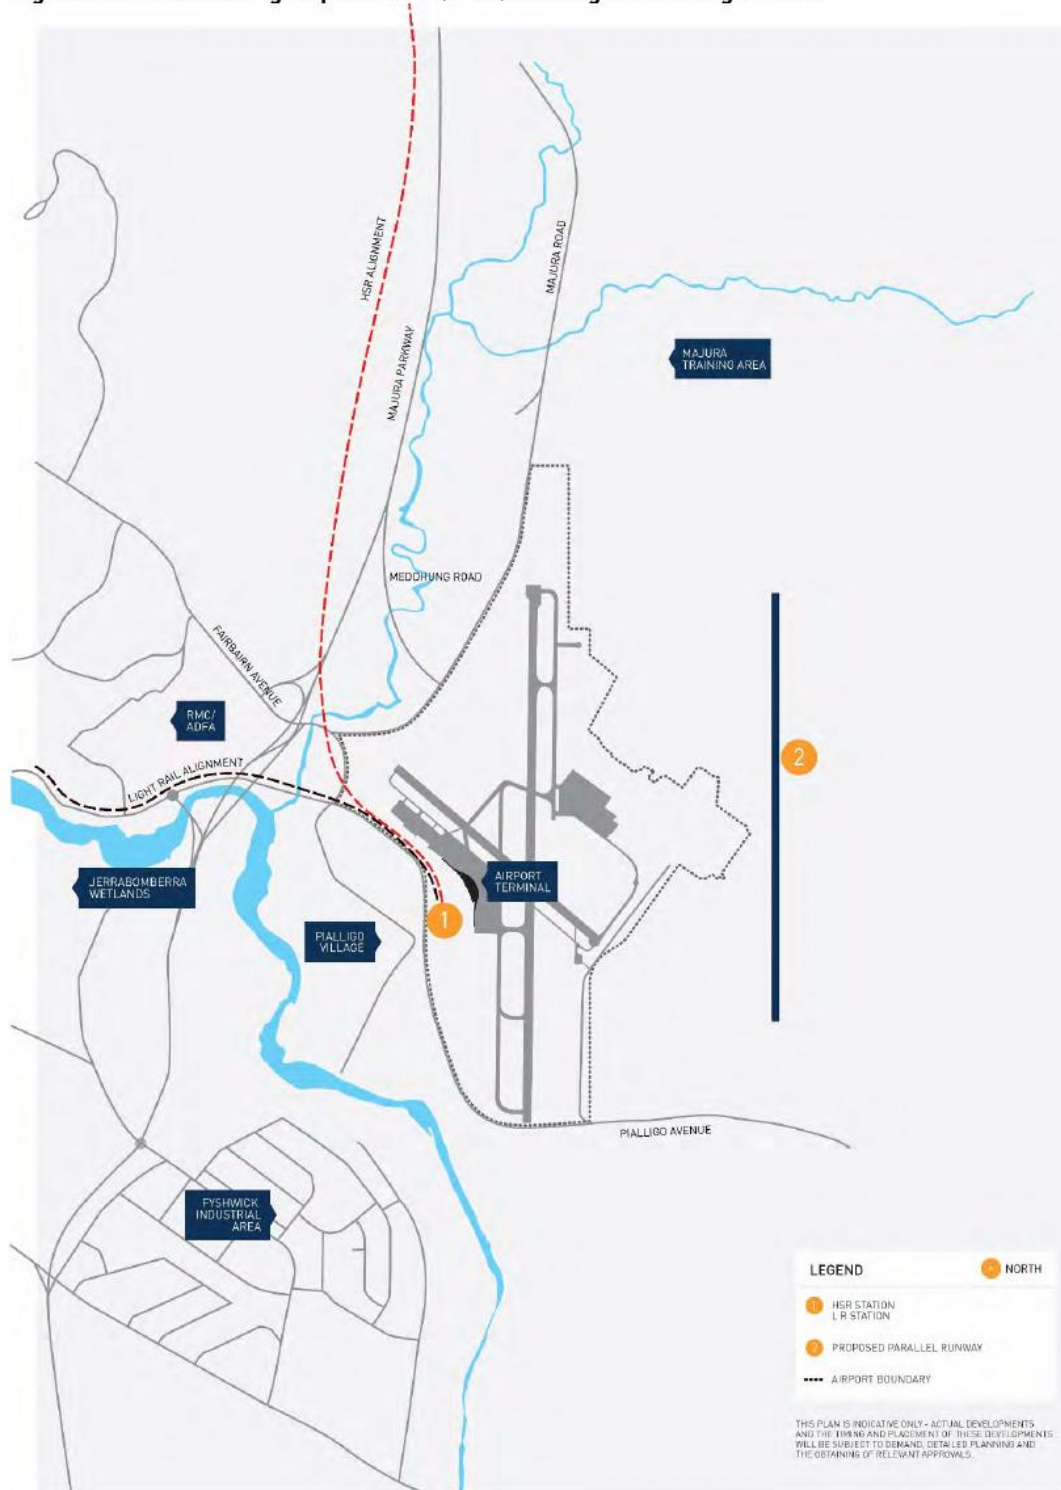 HSR ALIGNMENT
MAJURA ROAD
MAJURA PARKWAY
MAJURA
TRAINING AREA
MEDDHUNG ROAD
FAIRBAIRN AVENUE
RMC/
ADFA
2
LIGHT RAIL ALIGNMENT
JERRABOMBERRA
WETLANDS
AIRPORT
TERMINAL
1
PIALLIGO
VILLAGE
PIALLIGO AVENUE
FYSHWICK
INDUSTRIAL
AREA
LEGEND
NORTH
1 HSR STATION
L R STATION
2 PROPOSED PARALLEL RUNWAY
AIRPORT BOUNDARY
THIS PLAN IS INDICATIVE ONLY - ACTUAL DEVELOPMENTS
AND THE TIMING AND PLACEMENT OF THESE DEVELOPMENTS
WILL BE SUBJECT TO DEMAND, DETAILED PLANNING AND
THE OBTAINING OF RELEVANT APPROVALS.